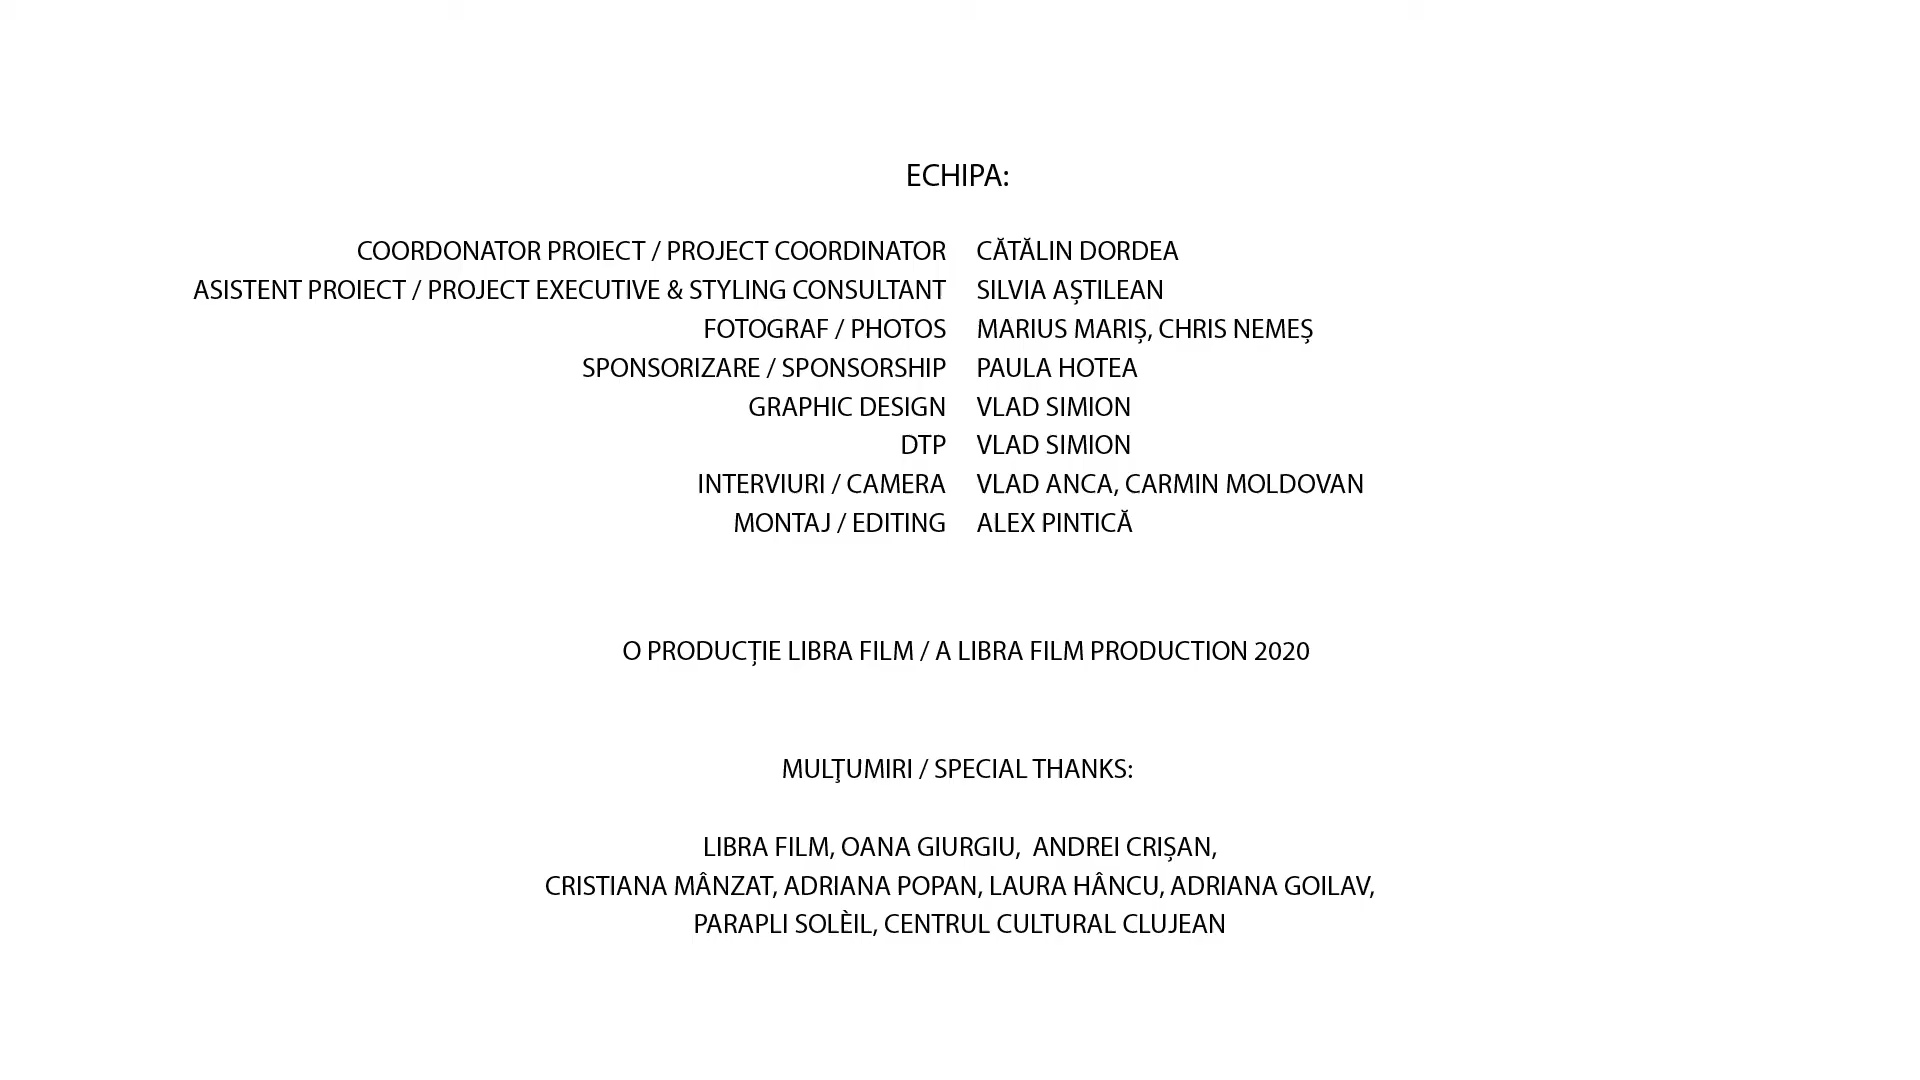 ECHIPA:
COORDONATOR PROIECT / PROJECT COORDINATOR CĂTĂLIN DORDEA
ASISTENT PROIECT / PROJECT EXECUTIVE & STYLING CONSULTANT SILVIA AȘTILEAN
FOTOGRAF / PHOTOS MARIUS MARIȘ, CHRIS NEMEȘ
SPONSORIZARE / SPONSORSHIP PAULA HOTEA
GRAPHIC DESIGN VLAD SIMION
DTP VLAD SIMION
INTERVIURI / CAMERA VLAD ANCA, CARMIN MOLDOVAN
MONTAJ / EDITING ALEX PINTICĂ
O PRODUCȚIE LIBRA FILM / A LIBRA FILM PRODUCTION 2020
MULŢUMIRI / SPECIAL THANKS:
LIBRA FILM, OANA GIURGIU, ANDREI CRIȘAN,
CRISTIANA MÂNZAT, ADRIANA POPAN, LAURA HÂNCU, ADRIANA GOILAV,
PARAPLI SOLÈIL, CENTRUL CULTURAL CLUJEAN